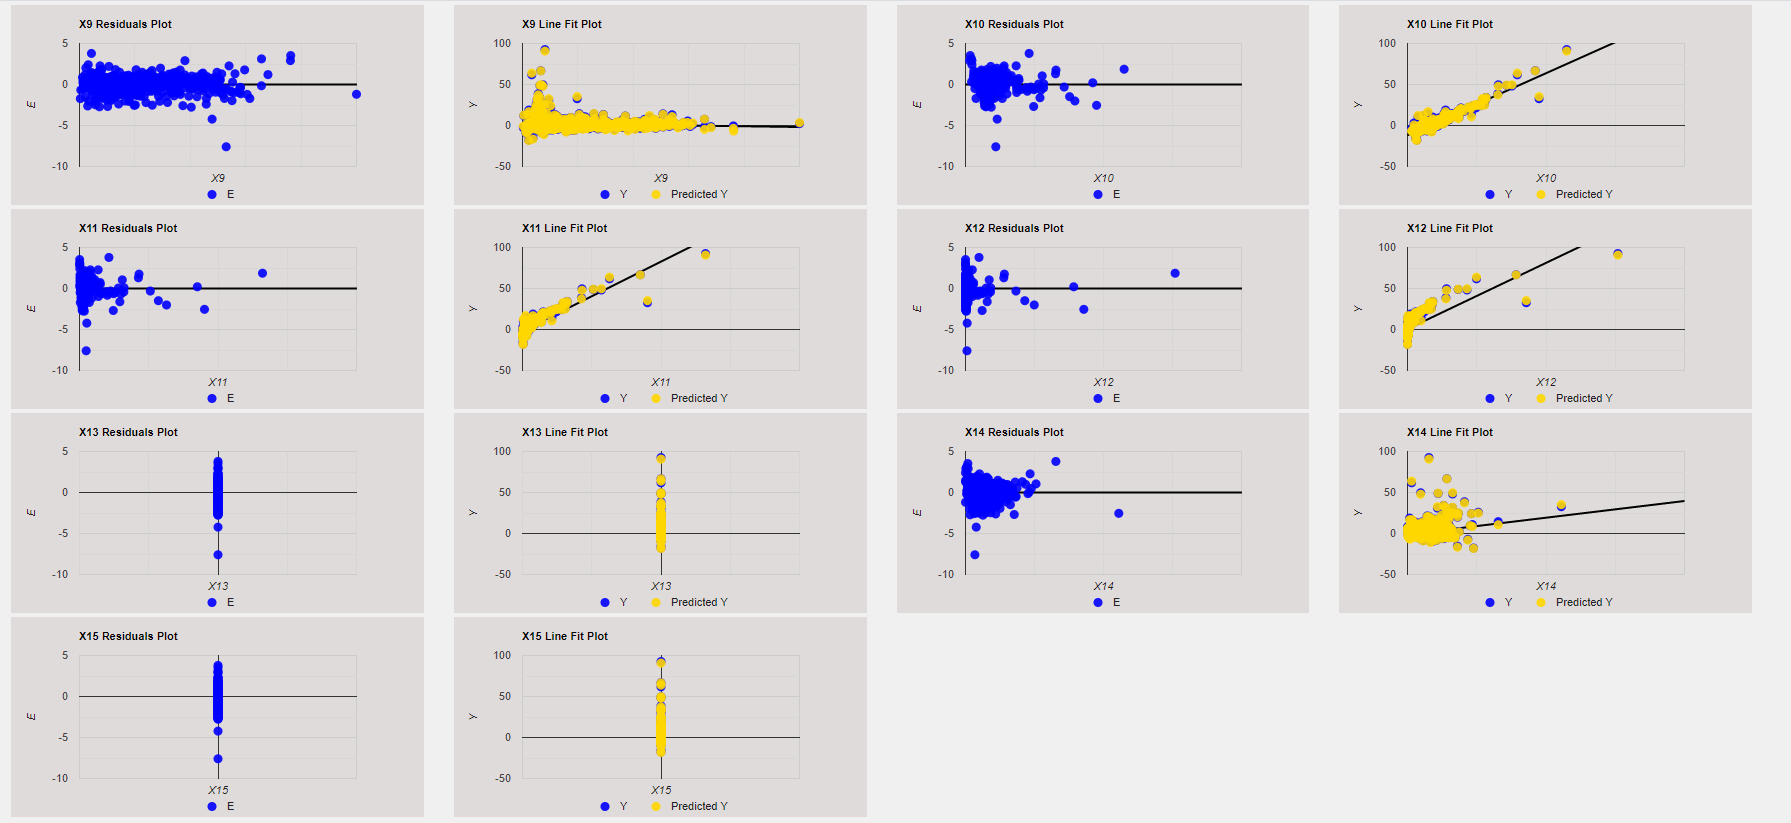 X9 Residuals Plot
5
0
-5
-10
E
X9
E
X9 Line Fit Plot
100
50
0
-50
Y
X9
Y Predicted Y
X10 Residuals Plot
5
0
-5
-10
E
X10
E
X10 Line Fit Plot
100
50
0
-50
Y
X10
Y Predicted Y
X11 Residuals Plot
5
0
-5
-10
E
X11
E
X11 Line Fit Plot
100
50
0
-50
Y
X11
Y Predicted Y
X12 Residuals Plot
5
0
-5
-10
E
X12
E
X12 Line Fit Plot
100
50
0
-50
Y
X12
Y Predicted Y
X13 Residuals Plot
5
0
-5
-10
E
X13
E
X13 Line Fit Plot
100
50
0
-50
Y
X13
Y Predicted Y
X14 Residuals Plot
5
0
-5
-10
E
X14
E
X14 Line Fit Plot
100
50
0
-50
Y
X14
Y Predicted Y
X15 Residuals Plot
5
0
-5
-10
E
X15
E
X15 Line Fit Plot
100
50
0
-50
Y
X15
Y Predicted Y